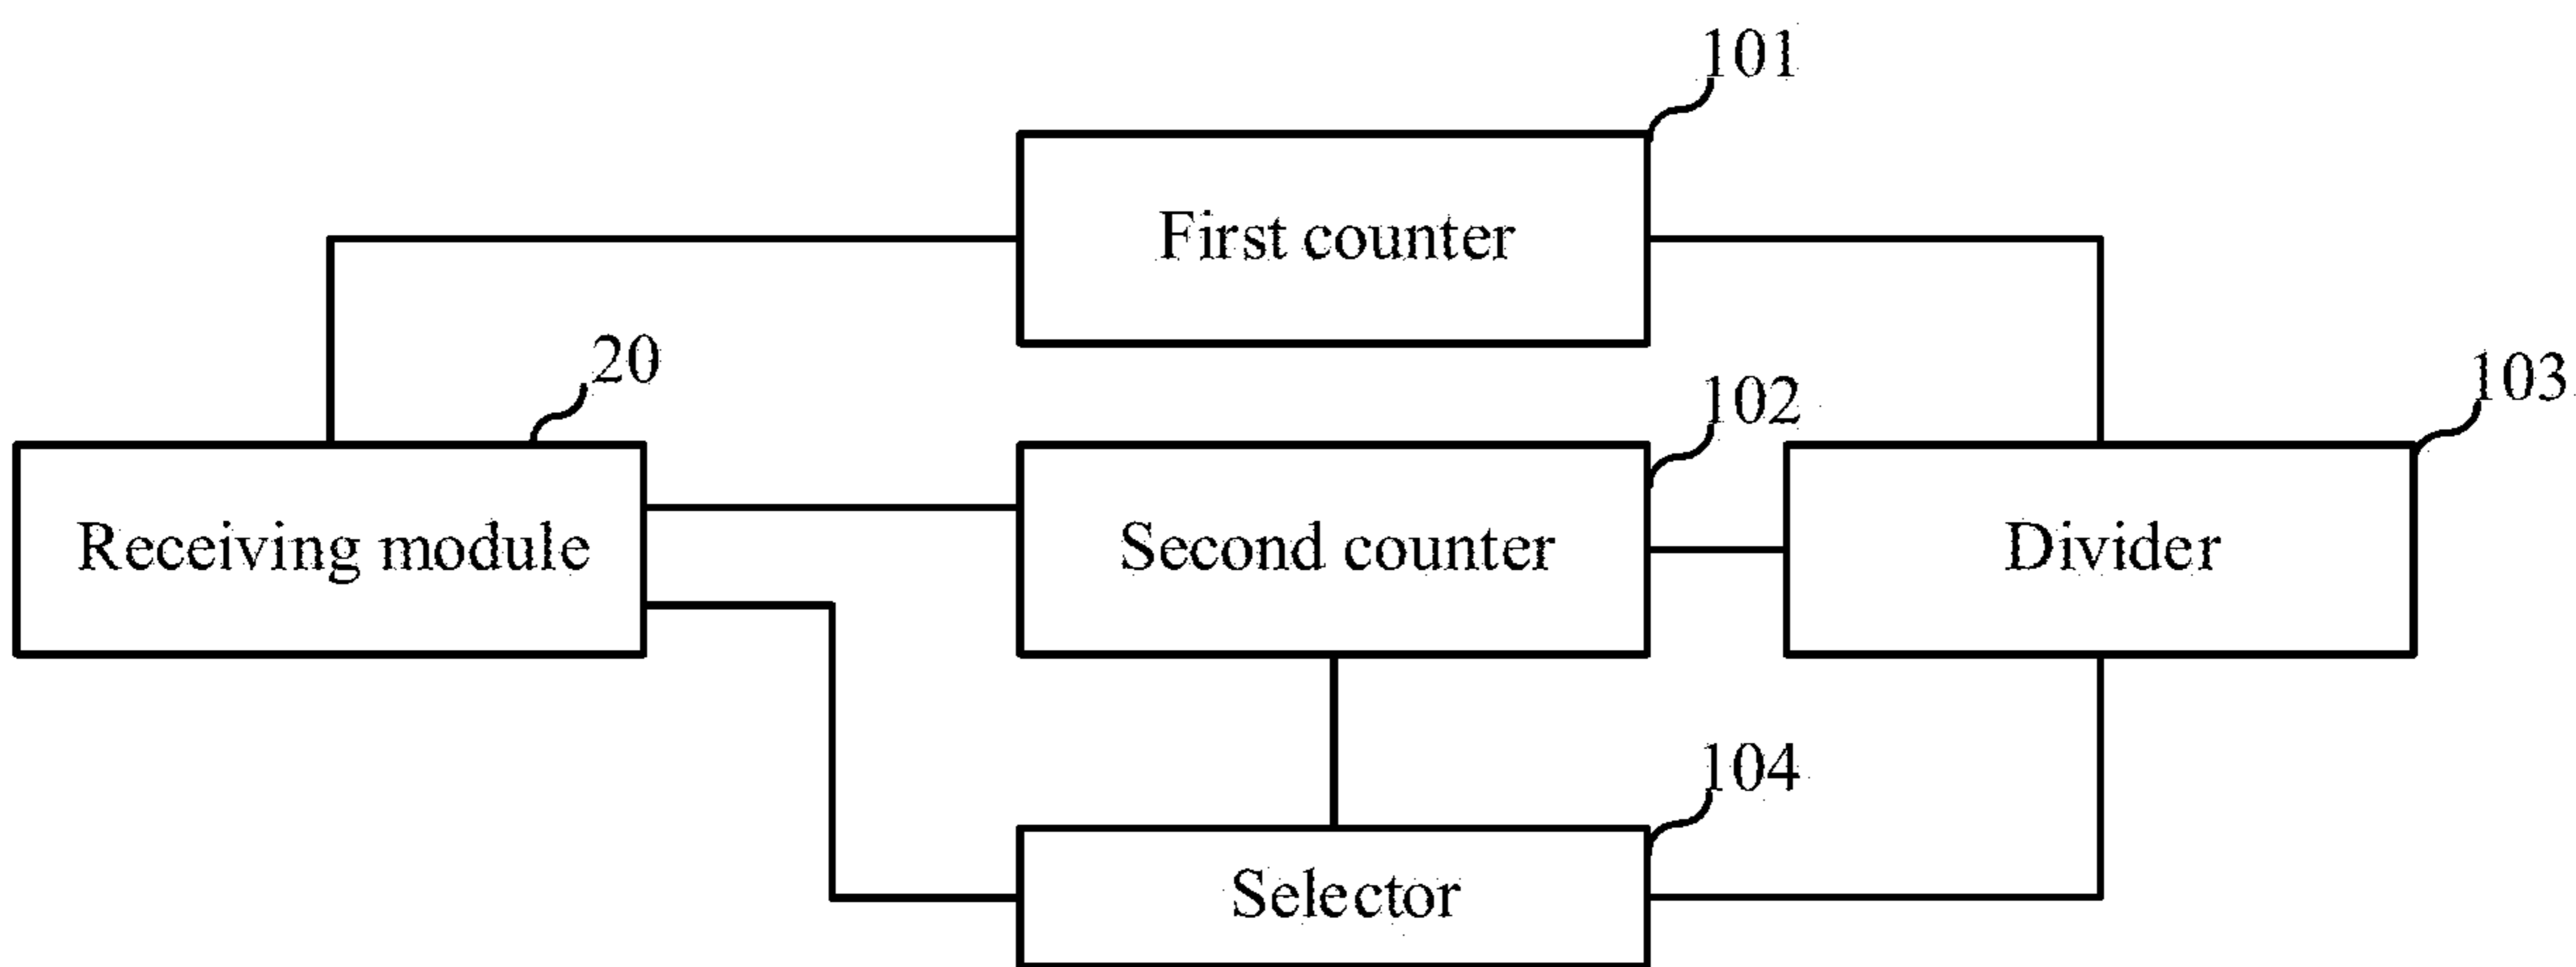 101
First counter
20
102
103
Receiving module
Second counter
Divider
104
Selector